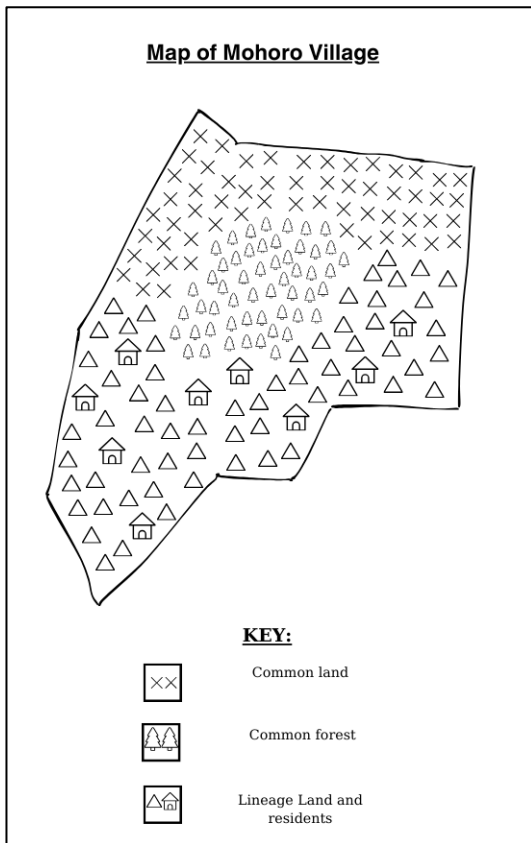 Map of Mohoro Village
KEY:
Common land
Common forest
Lineage Land and
residents